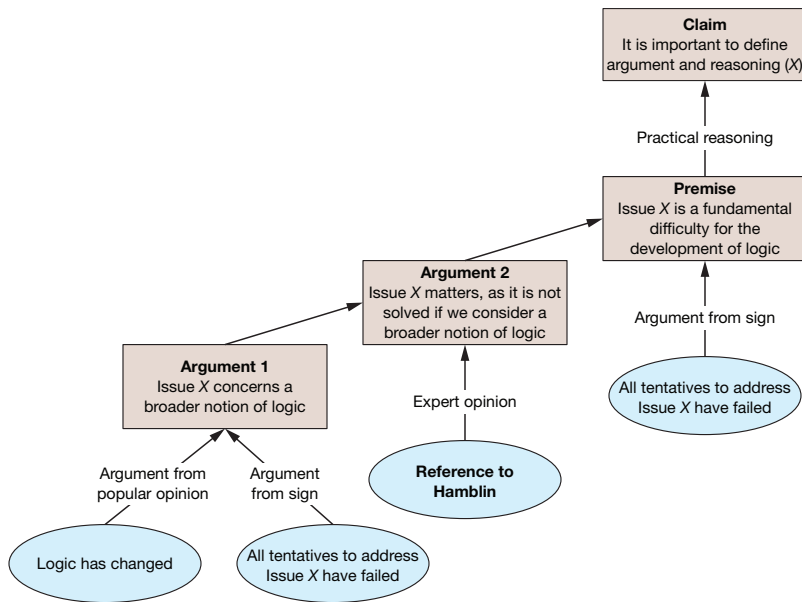 Claim
It is important to define
argument and reasoning (X)
Practical reasoning
Premise
Issue X is a fundamental
difficulty for the
development of logic
Argument 2
Issue X matters, as it is not
solved if we consider a
broader notion of logic
Argument from sign
Argument 1
Issue X concerns a
broader notion of logic
Expert opinion
All tentatives to address
Issue X have failed
Argument from
popular opinion
Argument
from sign
Reference to
Hamblin
Logic has changed
All tentatives to address
Issue X have failed